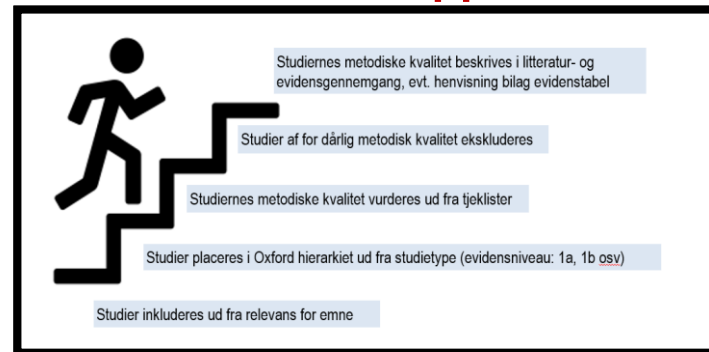 Studiernes metodiske kvalitet beskrives i litteratur- og
evidensgennemgang, evt. henvisning bilag evidenstabel
Studier af for dårlig metodisk kvalitet ekskluderes
Studiernes metodiske kvalitet vurderes ud fra tjeklister
Studier placeres i Oxford hierarkiet ud fra studietype (evidensniveau: 1a, 1b osv)
Studier inkluderes ud fra relevans for emne